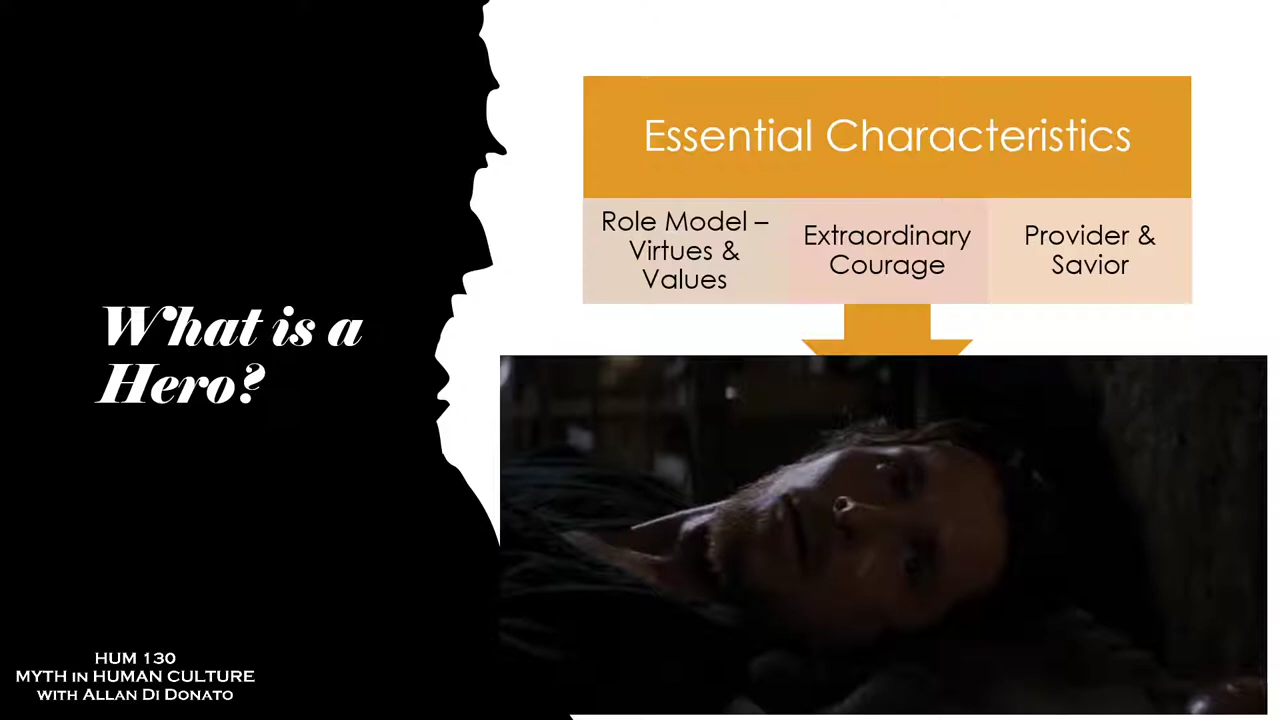 Essential Characteristics
Role Model –
Virtues &
Values
Extraordinary
Courage
Provider &
Savior
What is a
Hero?
HUM 130
MYTH in HUMAN CULTURE
WITH ALLAN DI DONATO